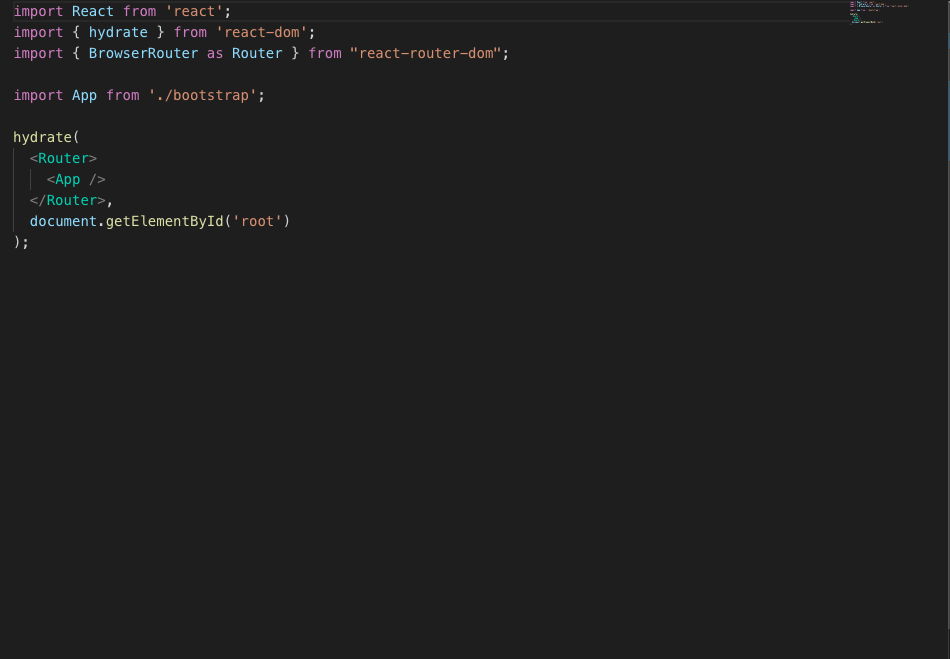 import React from 'react';
import { hydrate } from 'react-dom';
import { BrowserRouter as Router } from "react-router-dom";
import App from './bootstrap';
hydrate(
  <Router>
    <App />
  </Router>,
  document.getElementById('root')
);